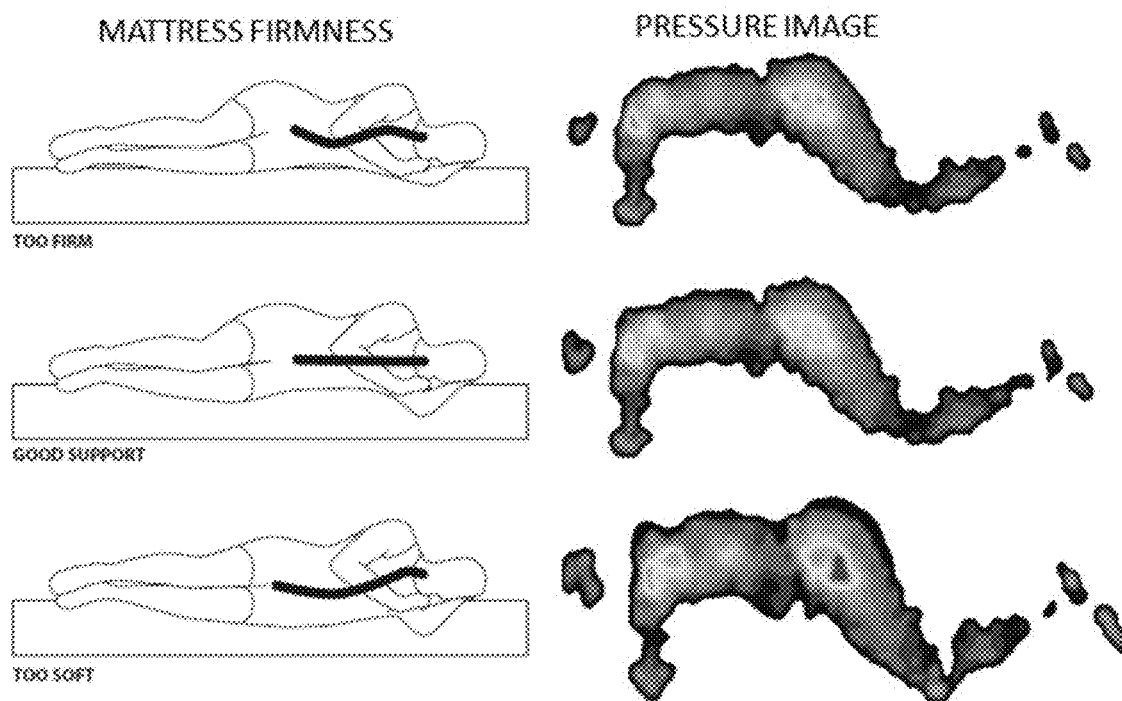 MATTRESS FIRMNESS
PRESSURE IMAGE
TOO FIRM
GOOD SUPPORT
TOO SOFT